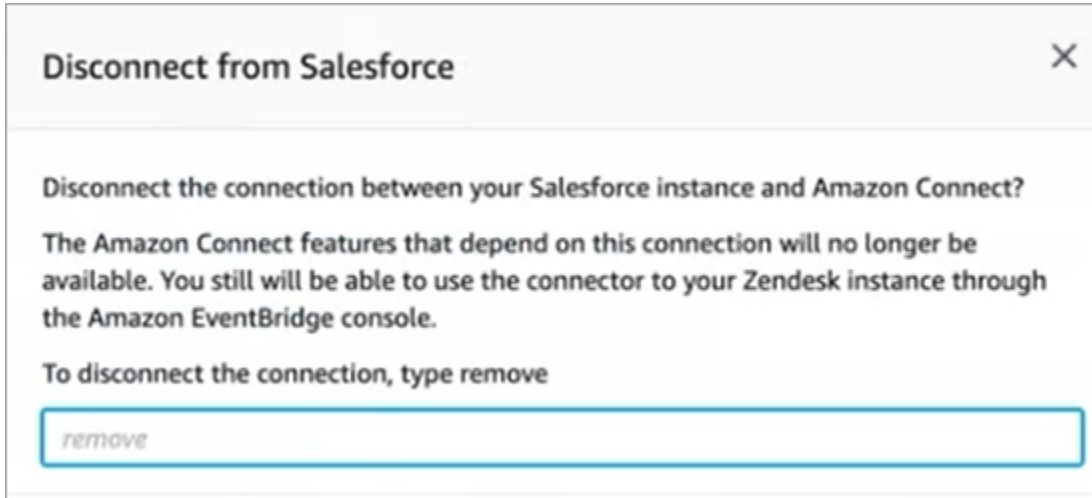 Disconnect from Salesforce
Disconnect the connection between your Salesforce instance and Amazon Connect?
The Amazon Connect features that depend on this connection will no longer be
available. You still will be able to use the connector to your Zendesk instance through
the Amazon EventBridge console.
To disconnect the connection, type remove
remove